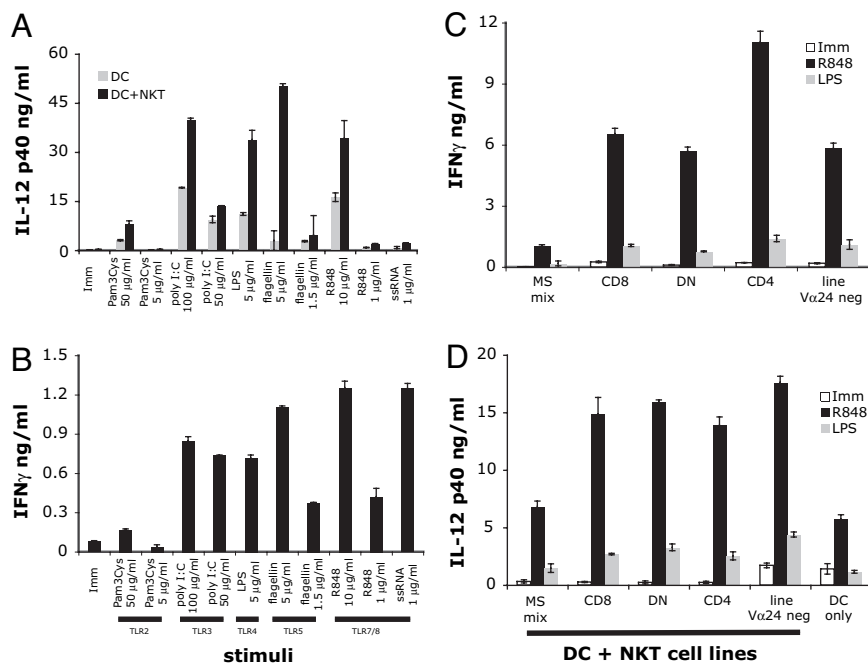 A
IL-12 p40 ng/ml
60
45
30
15
0
DC
DC+NKT
Imm
Pam3Cys 50 µg/ml
Pam3Cys 5 µg/ml
poly I:C 100 µg/ml
poly I:C 50 µg/ml
LPS 5 µg/ml
flagellin 5 µg/ml
flagellin 1.5 µg/ml
R848 10 µg/ml
R848 1 µg/ml
ssRNA 1 µg/ml
B
IFNγ ng/ml
1.5
1.2
0.9
0.6
0.3
0
Imm
Pam3Cys 50 µg/ml
Pam3Cys 5 µg/ml
poly I:C 100 µg/ml
poly I:C 50 µg/ml
LPS 5 µg/ml
flagellin 5 µg/ml
flagellin 1.5 µg/ml
R848 10 µg/ml
R848 1 µg/ml
ssRNA 1 µg/ml
TLR2
TLR3
TLR4
TLR5
TLR7/8
stimuli
C
IFNγ ng/ml
12
9
6
3
0
Imm
R848
LPS
MS mix
CD8
DN
CD4
line Vα24 neg
D
IL-12 p40 ng/ml
20
15
10
5
0
Imm
R848
LPS
MS mix
CD8
DN
CD4
line Vα24 neg
DC only
DC + NKT cell lines